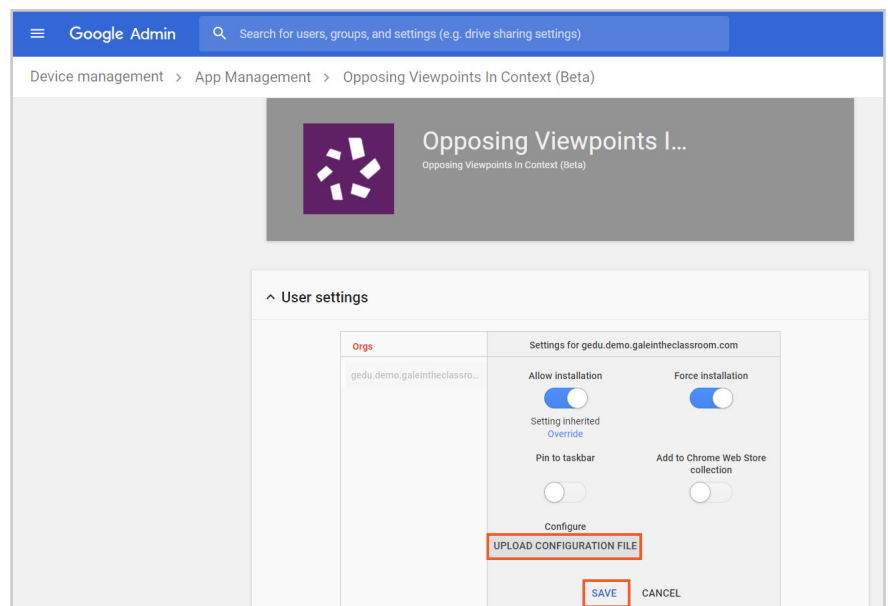 Google Admin
Search for users, groups, and settings (e.g. drive sharing settings)
Device management > App Management > Opposing Viewpoints In Context (Beta)
Opposing Viewpoints I...
Opposing Viewpoints In Context (Beta)
User settings
Orgs
gedu.demo.galeintheclassro...
Settings for gedu.demo.galeintheclassroom.com
Allow installation
Force installation
Setting inherited
Override
Pin to taskbar
Add to Chrome Web Store
collection
Configure
UPLOAD CONFIGURATION FILE
SAVE CANCEL